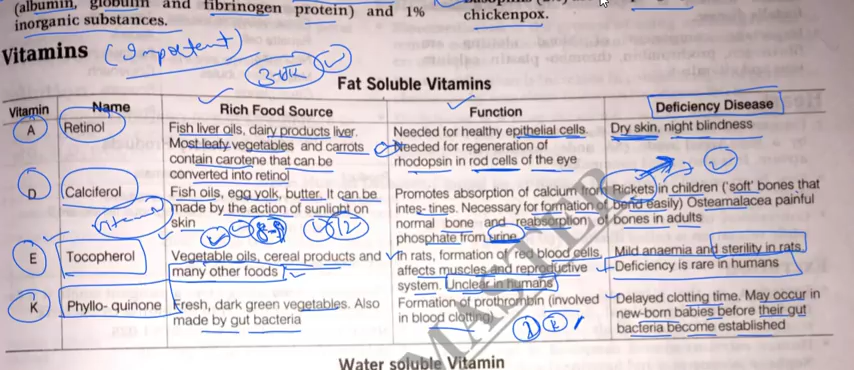 (albumin, globulin and fibrinogen protein) and 1%
inorganic substances.
chickenpox.
Vitamins (Important)
Fat Soluble Vitamins
Vitamin Name Rich Food Source Function Deficiency Disease
A Retinol Fish liver oils, dairy products liver. Needed for healthy epithelial cells. Dry skin, night blindness
Most leafy vegetables and carrots Needed for regeneration of
contain carotene that can be rhodopsin in rod cells of the eye
converted into retinol
D Calciferol Fish oils, egg yolk, butter. It can be Promotes absorption of calcium from Rickets in children ('soft' bones that
made by the action of sunlight on intes- tines. Necessary for formation of bend easily) Osteamalacea painful
skin normal bone and reabsorption of bones in adults
phosphate from urine
E Tocopherol Vegetable oils, cereal products and In rats, formation of red blood cells, Mild anaemia and sterility in rats.
many other foods affects muscles and reproductive Deficiency is rare in humans
system. Unclear in humans
K Phyllo- quinone Fresh, dark green vegetables. Also Formation of prothrombin (involved Delayed clotting time. May occur in
made by gut bacteria in blood clotting) new-born babies before their gut
bacteria become established
MASTER
Water soluble Vitamin